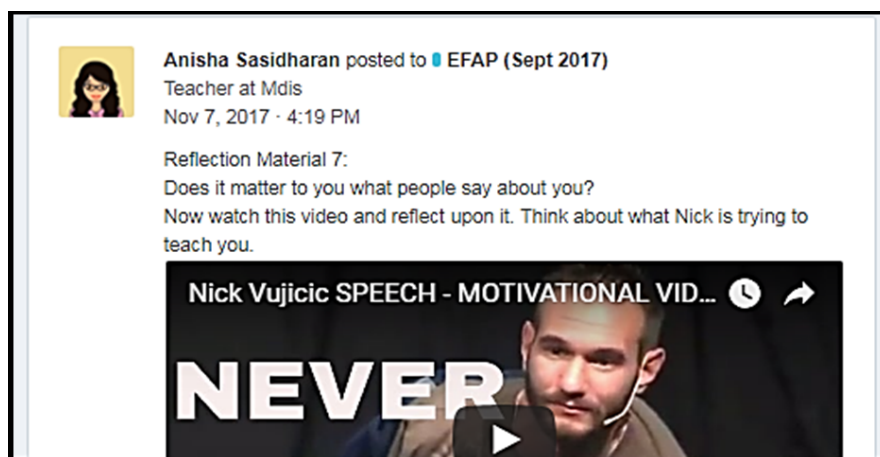 Anisha Sasidharan posted to EFAP (Sept 2017)
Teacher at Mdis
Nov 7, 2017 · 4:19 PM
Reflection Material 7:
Does it matter to you what people say about you?
Now watch this video and reflect upon it. Think about what Nick is trying to
teach you.
Nick Vujicic SPEECH - MOTIVATIONAL VID...
NEVER